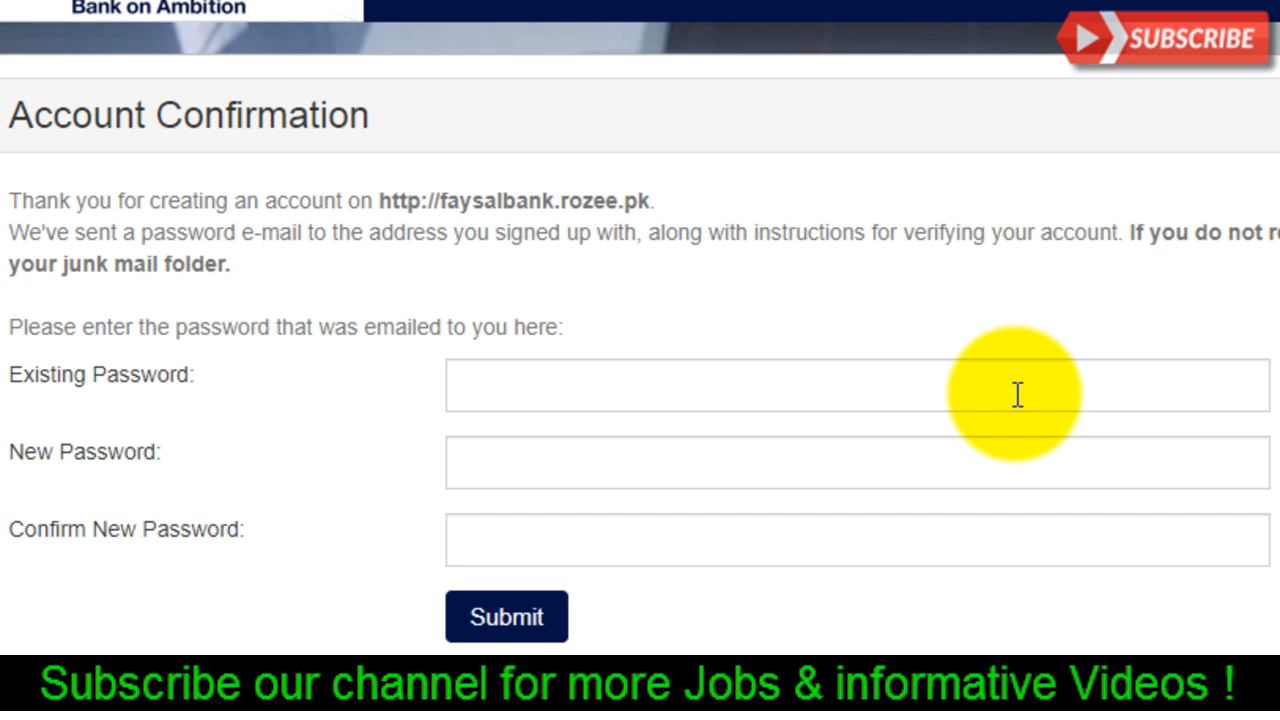 Bank on Ambition
SUBSCRIBE
Account Confirmation
Thank you for creating an account on http://faysalbank.rozee.pk.
We've sent a password e-mail to the address you signed up with, along with instructions for verifying your account. If you do not
your junk mail folder.
Please enter the password that was emailed to you here:
Existing Password:
New Password:
Confirm New Password:
Submit
Subscribe our channel for more Jobs & informative Videos !